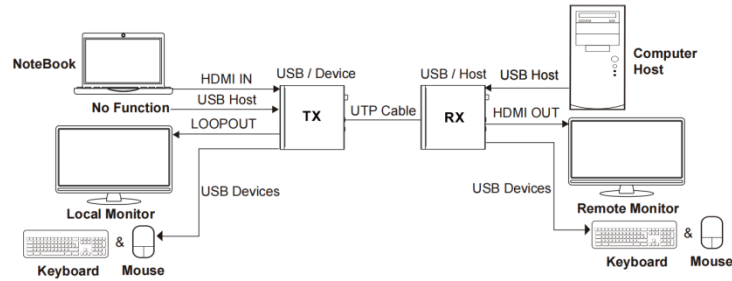 NoteBook
HDMI IN
USB / Device
USB / Host
USB Host
Computer
Host
No Function
USB Host
TX
UTP Cable
RX
HDMI OUT
LOOPOUT
USB Devices
USB Devices
Local Monitor
Remote Monitor
&
&
Keyboard
Mouse
Keyboard
Mouse